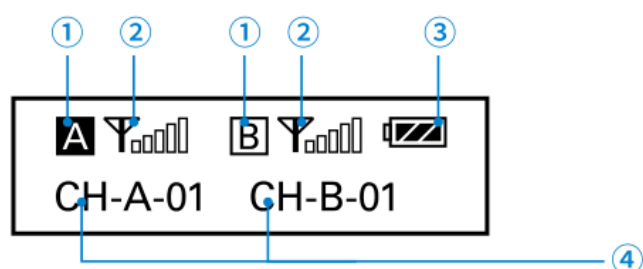 ① ② ① ② ③
A B
CH-A-01 CH-B-01
④